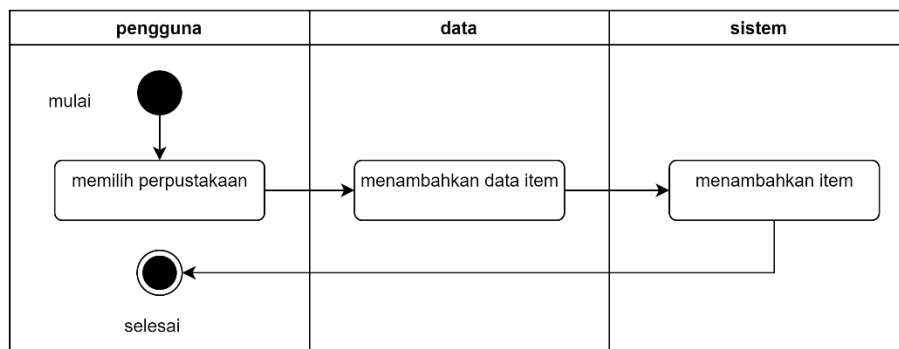 pengguna
data
sistem
mulai
memilih perpustakaan
menambahkan data item
menambahkan item
selesai